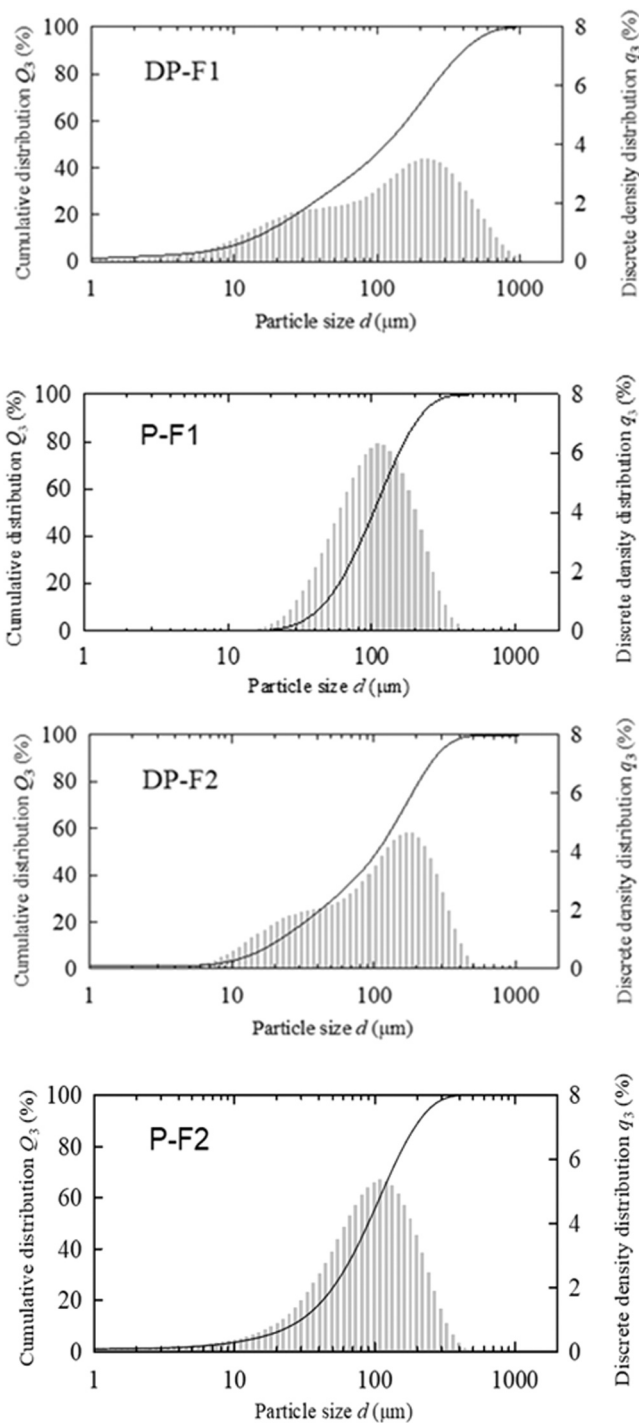 DP-F1
Cumulative distribution Q3 (%)
100
80
60
40
20
0
8
6
4
2
0
Discrete density distribution q3 (%)
1 10 100 1000
Particle size d (μm)
P-F1
Cumulative distribution Q3 (%)
100
80
60
40
20
0
8
6
4
2
0
Discrete density distribution q3 (%)
1 10 100 1000
Particle size d (μm)
DP-F2
Cumulative distribution Q3 (%)
100
80
60
40
20
0
8
6
4
2
0
Discrete density distribution q3 (%)
1 10 100 1000
Particle size d (μm)
P-F2
Cumulative distribution Q3 (%)
100
80
60
40
20
0
8
6
4
2
0
Discrete density distribution q3 (%)
1 10 100 1000
Particle size d (μm)